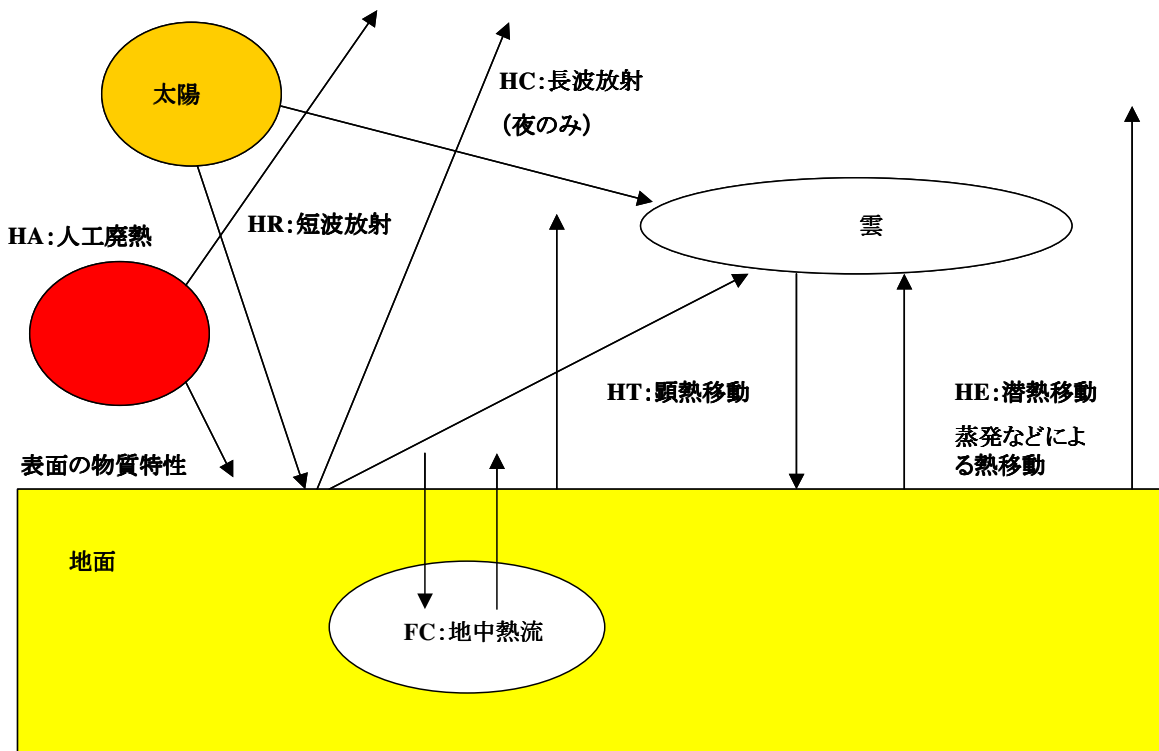 太陽
HC：長波放射
（夜のみ）
HR：短波放射
雲
HA：人工廃熱
HT：顕熱移動
HE：潜熱移動
蒸発などによ
る熱移動
表面の物質特性
地面
FC：地中熱流